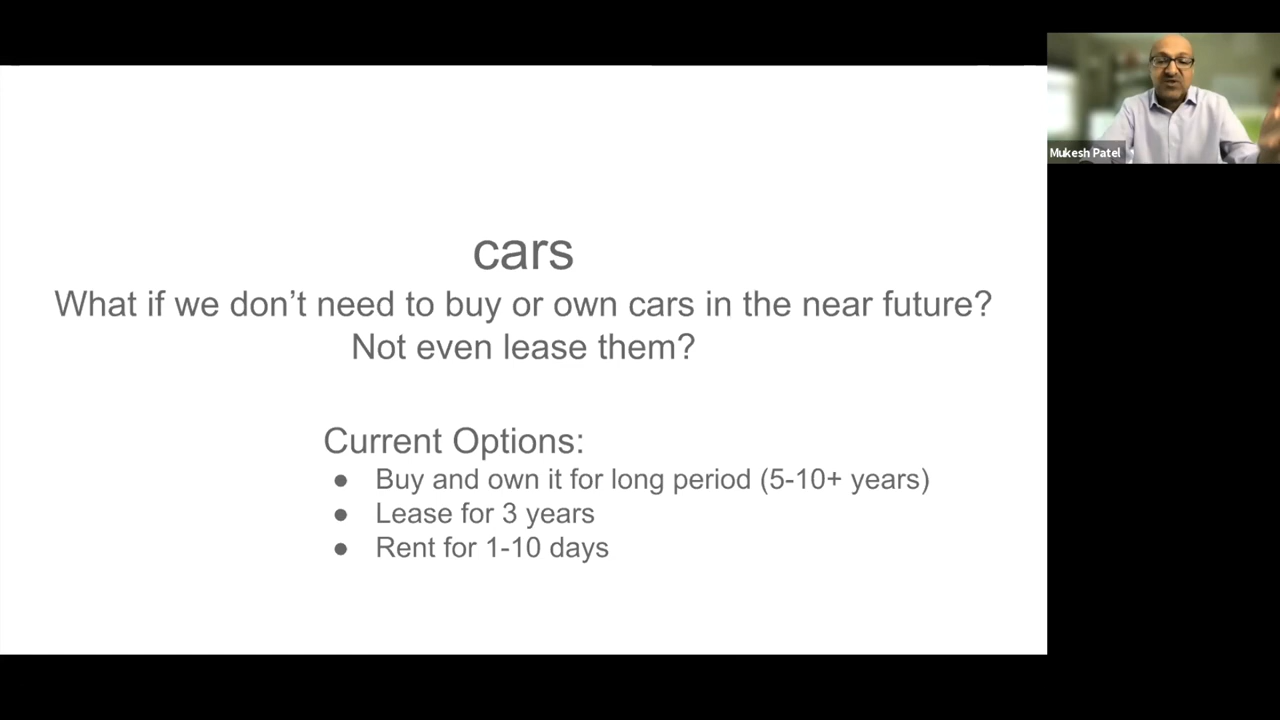 cars
What if we don’t need to buy or own cars in the near future?
Not even lease them?
Current Options:
● Buy and own it for long period (5-10+ years)
● Lease for 3 years
● Rent for 1-10 days
Mukesh Patel